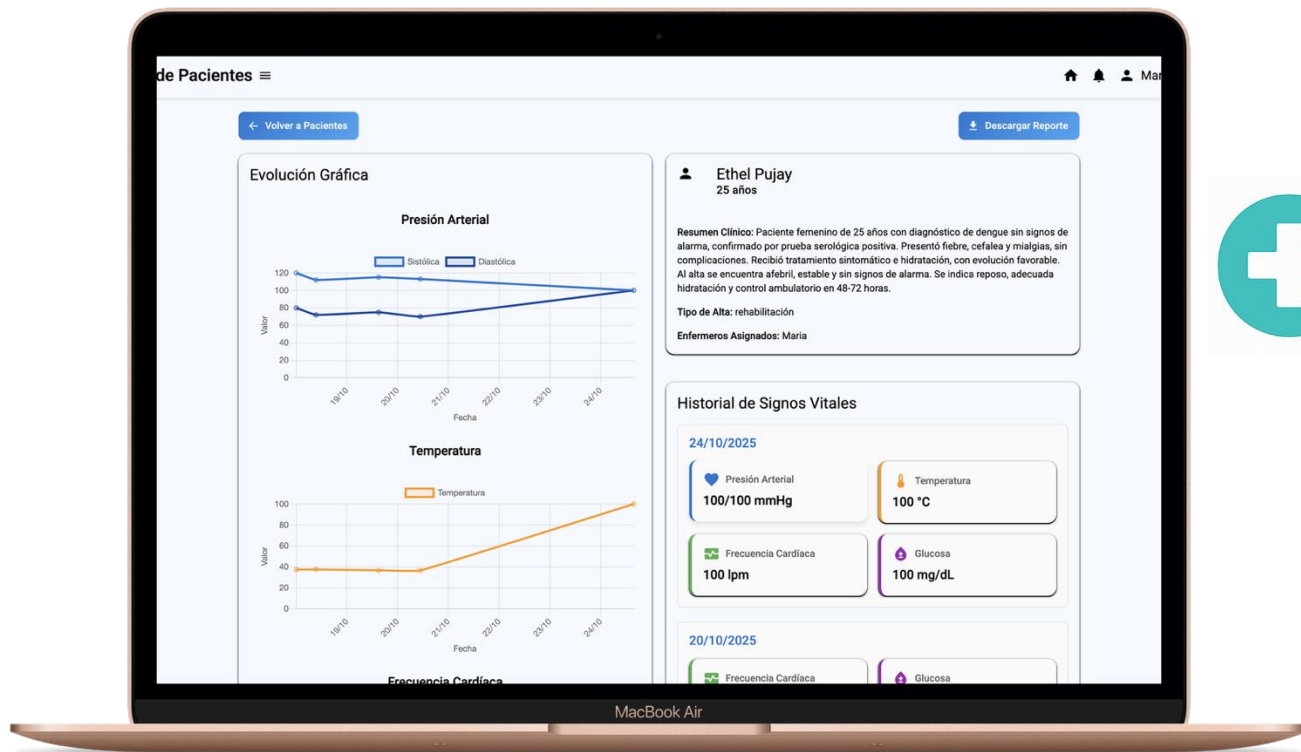 de Pacientes
Mar
Volver a Pacientes
Descargar Reporte
Evolución Gráfica
Presión Arterial
Sistólica Diastólica
120
100
80
60
40
20
0
Valor
19/10 20/10 21/10 22/10 23/10 24/10
Fecha
Temperatura
Temperatura
100
80
60
40
20
0
Valor
19/10 20/10 21/10 22/10 23/10 24/10
Fecha
Frecuencia Cardíaca
Ethel Pujay
25 años
Resumen Clínico: Paciente femenino de 25 años con diagnóstico de dengue sin signos de
alarma, confirmado por prueba serológica positiva. Presentó fiebre, cefalea y mialgias, sin
complicaciones. Recibió tratamiento sintomático e hidratación, con evolución favorable.
Al alta se encuentra afebril, estable y sin signos de alarma. Se indica reposo, adecuada
hidratación y control ambulatorio en 48-72 horas.
Tipo de Alta: rehabilitación
Enfermeros Asignados: Maria
Historial de Signos Vitales
24/10/2025
Presión Arterial
100/100 mmHg
Temperatura
100 °C
Frecuencia Cardíaca
100 lpm
Glucosa
100 mg/dL
20/10/2025
Frecuencia Cardíaca
Glucosa
MacBook Air